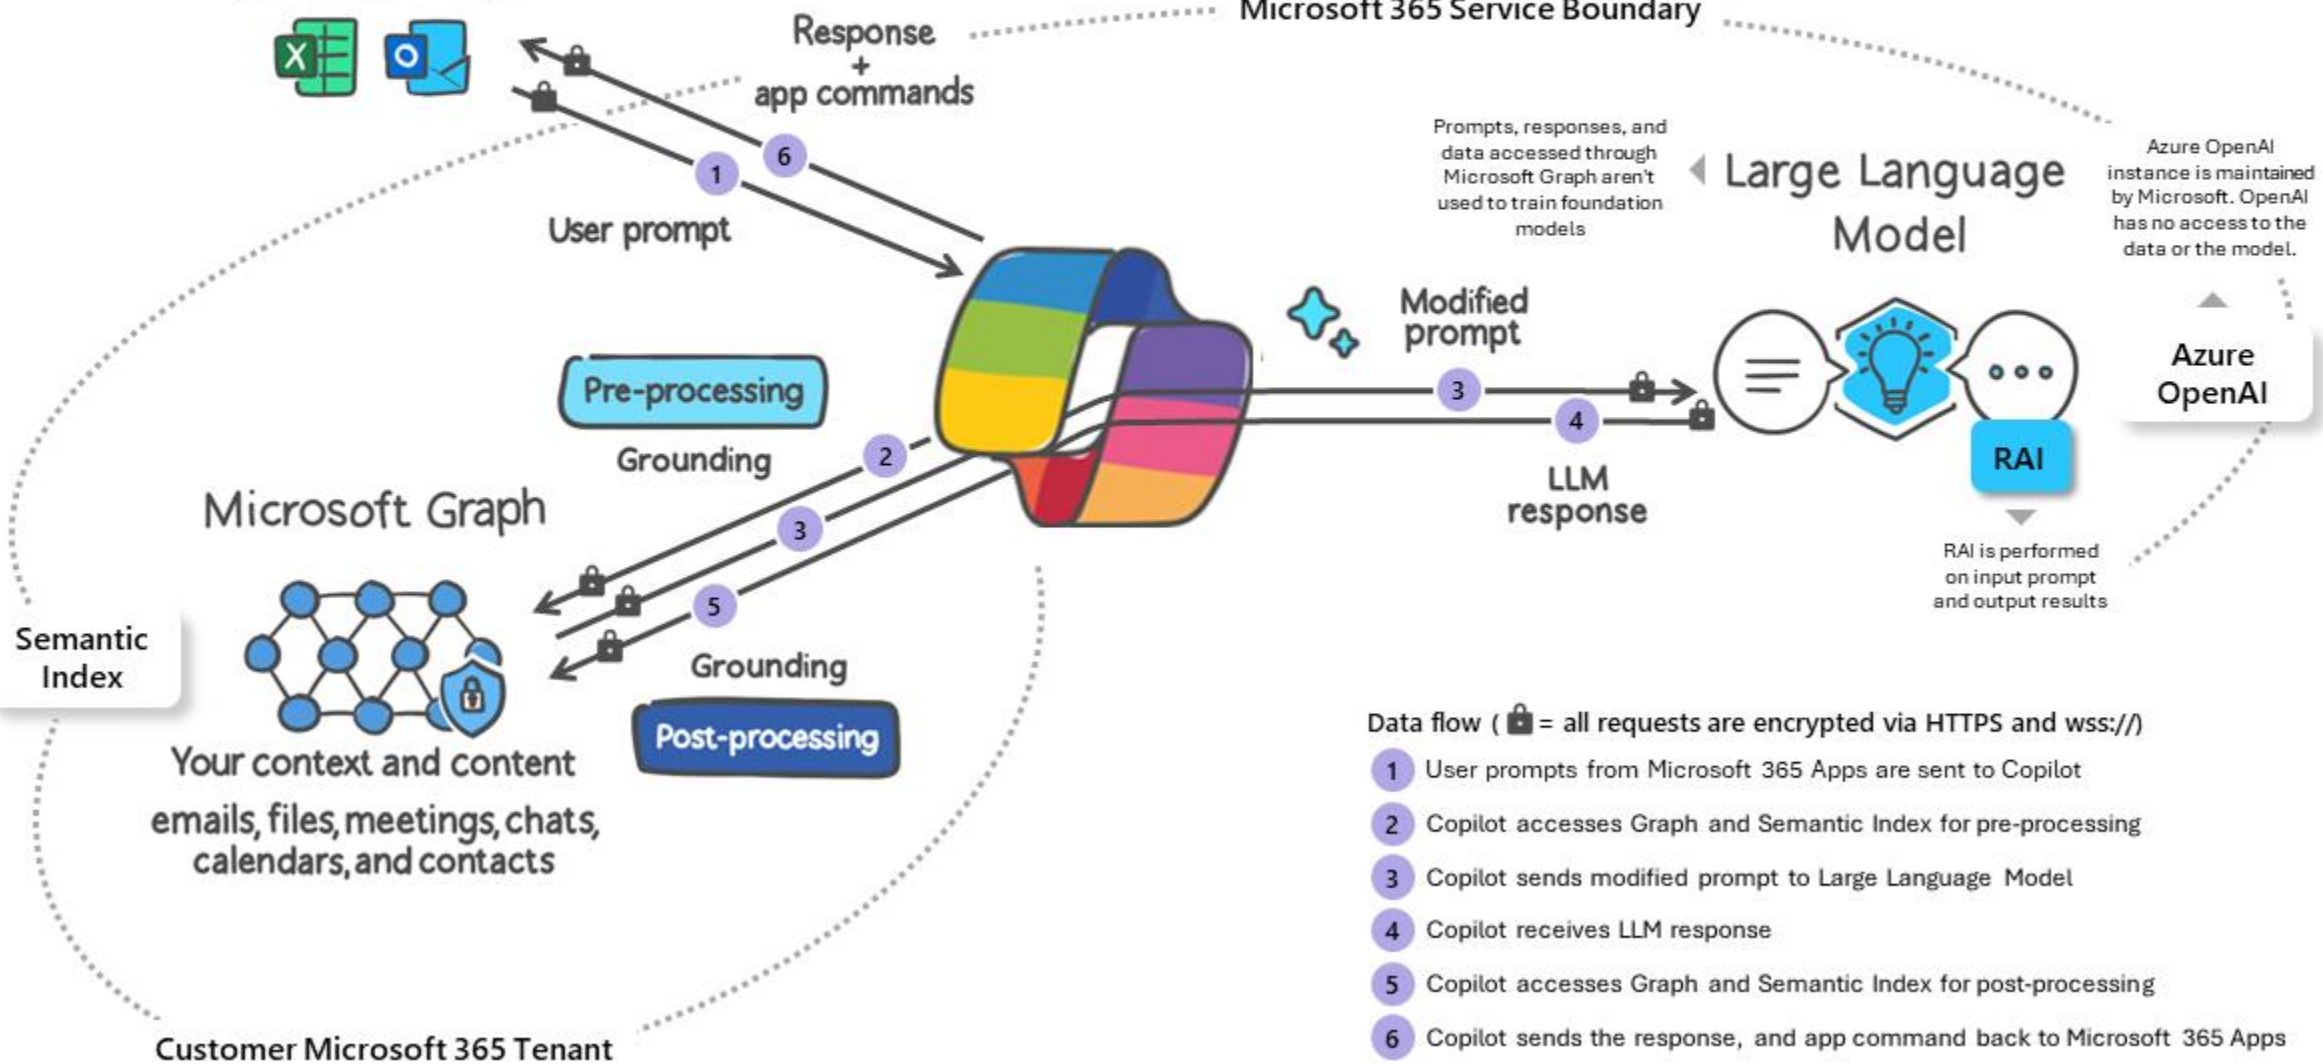 Microsoft 365 Service Boundary
Response
+
app commands
X
O
6
1
User prompt
Prompts, responses, and
data accessed through
Microsoft Graph aren't
used to train foundation
models
Large Language
Model
Azure OpenAI
instance is maintained
by Microsoft. OpenAI
has no access to the
data or the model.
Modified
prompt
3
4
LLM
response
Azure
OpenAI
RAI
RAI is performed
on input prompt
and output results
Pre-processing
Grounding
2
3
5
Microsoft Graph
Semantic
Index
Grounding
Post-processing
Your context and content
emails, files, meetings, chats,
calendars, and contacts
Customer Microsoft 365 Tenant
Data flow ( = all requests are encrypted via HTTPS and wss://)
1 User prompts from Microsoft 365 Apps are sent to Copilot
2 Copilot accesses Graph and Semantic Index for pre-processing
3 Copilot sends modified prompt to Large Language Model
4 Copilot receives LLM response
5 Copilot accesses Graph and Semantic Index for post-processing
6 Copilot sends the response, and app command back to Microsoft 365 Apps